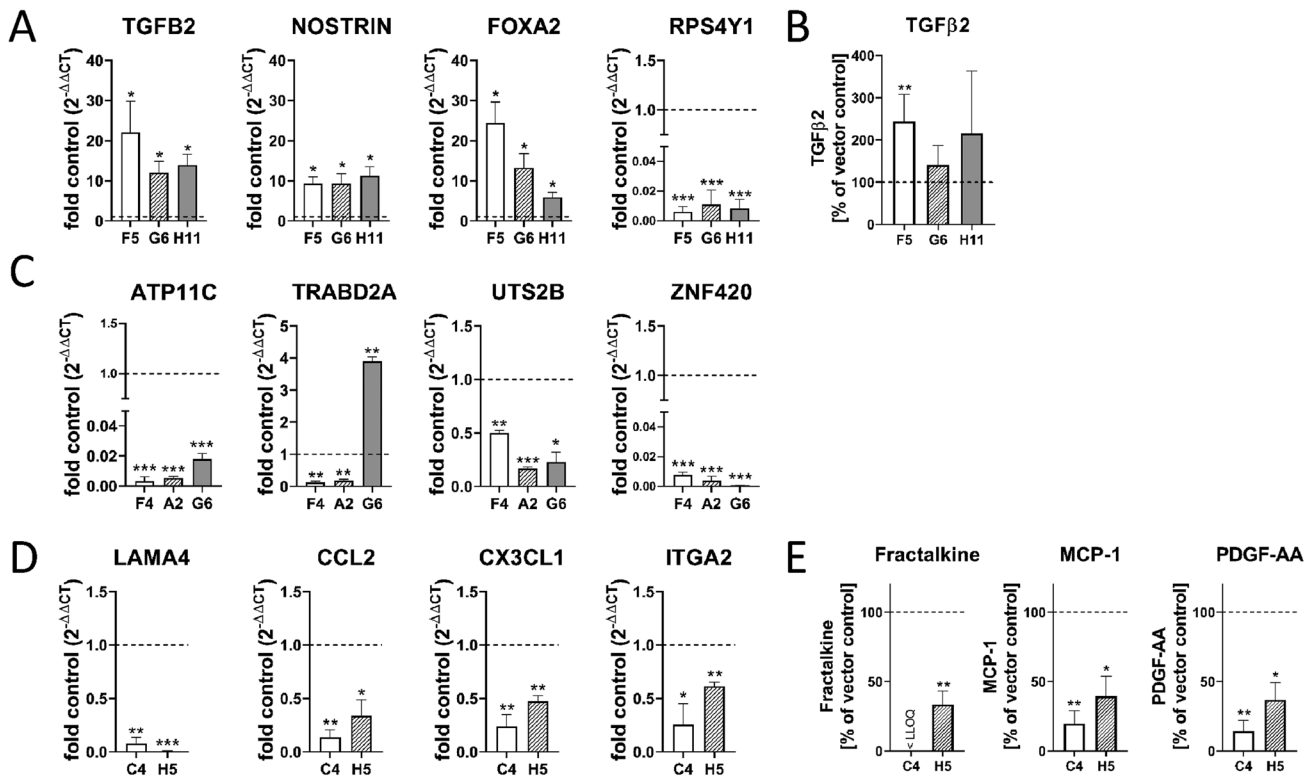 A
TGFB2
fold control (2^-ΔΔCT)
40
30
20
10
0
*
*
*
F5 G6 H11
NOSTRIN
fold control (2^-ΔΔCT)
40
30
20
10
0
*
*
*
F5 G6 H11
FOXA2
fold control (2^-ΔΔCT)
40
30
20
10
0
*
*
*
F5 G6 H11
RPS4Y1
fold control (2^-ΔΔCT)
1.5
1.0
0.04
0.02
0.00
***
***
***
F5 G6 H11
B
TGFβ2
TGFβ2
[% of vector control]
400
300
200
100
0
**
F5 G6 H11
C
ATP11C
fold control (2^-ΔΔCT)
1.5
1.0
0.04
0.02
0.00
***
***
***
F4 A2 G6
TRABD2A
fold control (2^-ΔΔCT)
5
4
3
2
1
0
**
**
**
F4 A2 G6
UTS2B
fold control (2^-ΔΔCT)
1.5
1.0
0.5
0.0
**
***
*
F4 A2 G6
ZNF420
fold control (2^-ΔΔCT)
1.5
1.0
0.04
0.02
0.00
***
***
***
F4 A2 G6
D
LAMA4
fold control (2^-ΔΔCT)
1.5
1.0
0.5
0.0
**
***
C4 H5
CCL2
fold control (2^-ΔΔCT)
1.5
1.0
0.5
0.0
**
*
C4 H5
CX3CL1
fold control (2^-ΔΔCT)
1.5
1.0
0.5
0.0
**
**
C4 H5
ITGA2
fold control (2^-ΔΔCT)
1.5
1.0
0.5
0.0
*
**
C4 H5
E
Fractalkine
Fractalkine
[% of vector control]
100
50
0
< LLOQ
**
C4 H5
MCP-1
MCP-1
[% of vector control]
100
50
0
**
*
C4 H5
PDGF-AA
PDGF-AA
[% of vector control]
100
50
0
**
*
C4 H5